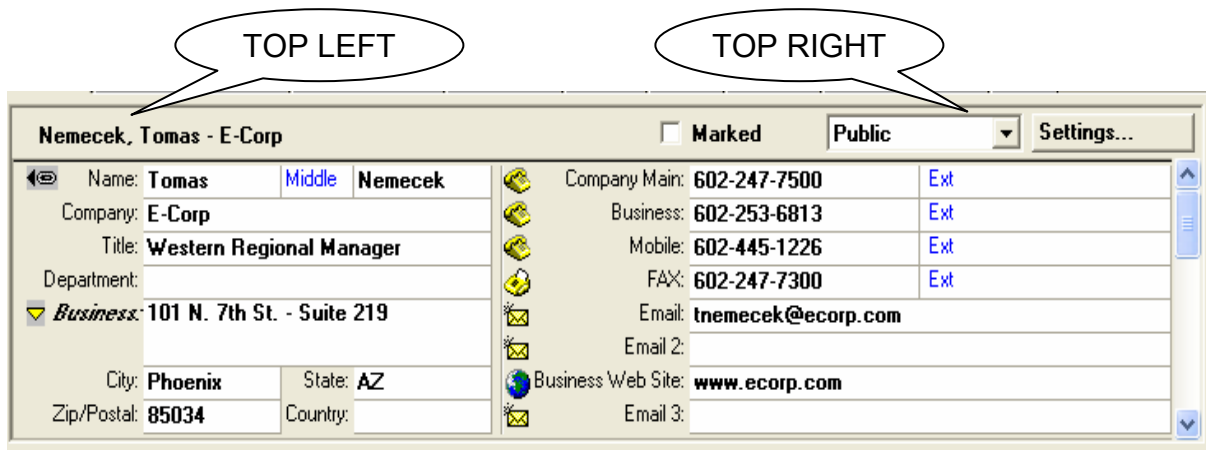 TOP LEFT TOP RIGHT
Nemecek, Tomas - E-Corp Marked Public Settings...
Name: Tomas Middle Nemecek Company Main: 602-247-7500 Ext
Company: E-Corp Business: 602-253-6813 Ext
Title: Western Regional Manager Mobile: 602-445-1226 Ext
Department: FAX: 602-247-7300 Ext
Business: 101 N. 7th St. - Suite 219 Email: tnemecek@ecorp.com
Email 2:
City: Phoenix State: AZ Business Web Site: www.ecorp.com
Zip/Postal: 85034 Country: Email 3: